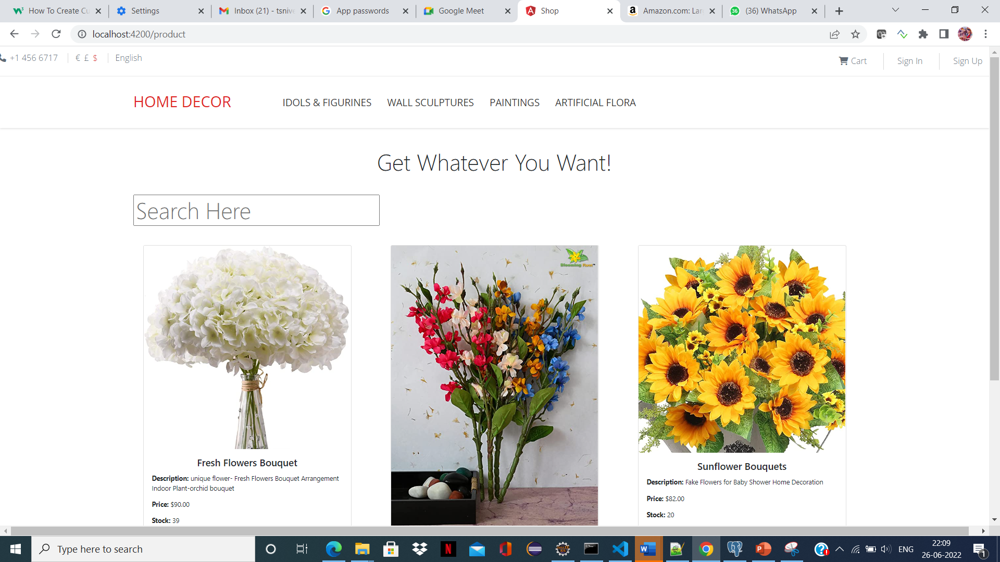 How To Create Cu
Settings
Inbox (21) - tsnive
App passwords
Google Meet
Shop
Amazon.com: Lar
36
(36) WhatsApp
localhost:4200/product
+1 456 6717
€ £ $
English
Cart
Sign In
Sign Up
HOME DECOR
IDOLS & FIGURINES
WALL SCULPTURES
PAINTINGS
ARTIFICIAL FLORA
Get Whatever You Want!
Search Here
Blooming Floret
Fresh Flowers Bouquet
Description: unique flower- Fresh Flowers Bouquet Arrangement
Indoor Plant-orchid bouquet
Price: $90.00
Stock: 39
Sunflower Bouquets
Description: Fake Flowers for Baby Shower Home Decoration
Price: $82.00
Stock: 20
Type here to search
ENG
22:09
26-06-2022
1